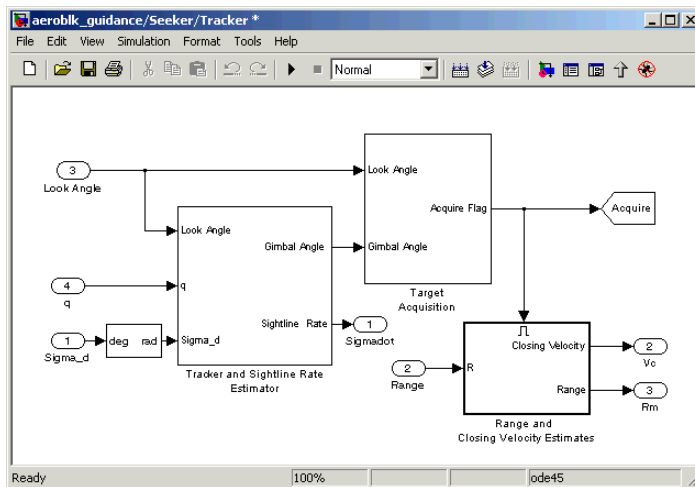 aeroblk_guidance/Seeker/Tracker *
File Edit View Simulation Format Tools Help
Normal
3
Look Angle
Look Angle
Acquire Flag
Gimbal Angle
Target
Acquisition
Acquire
Look Angle
Gimbal Angle
q
Sightline Rate
Sigma_d
Tracker and Sightline Rate
Estimator
4
q
1
Sigma_d
deg rad
1
Sigmadot
2
Range
Closing Velocity
R
Range
Range and
Closing Velocity Estimates
2
Vc
3
Rm
Ready 100% ode45